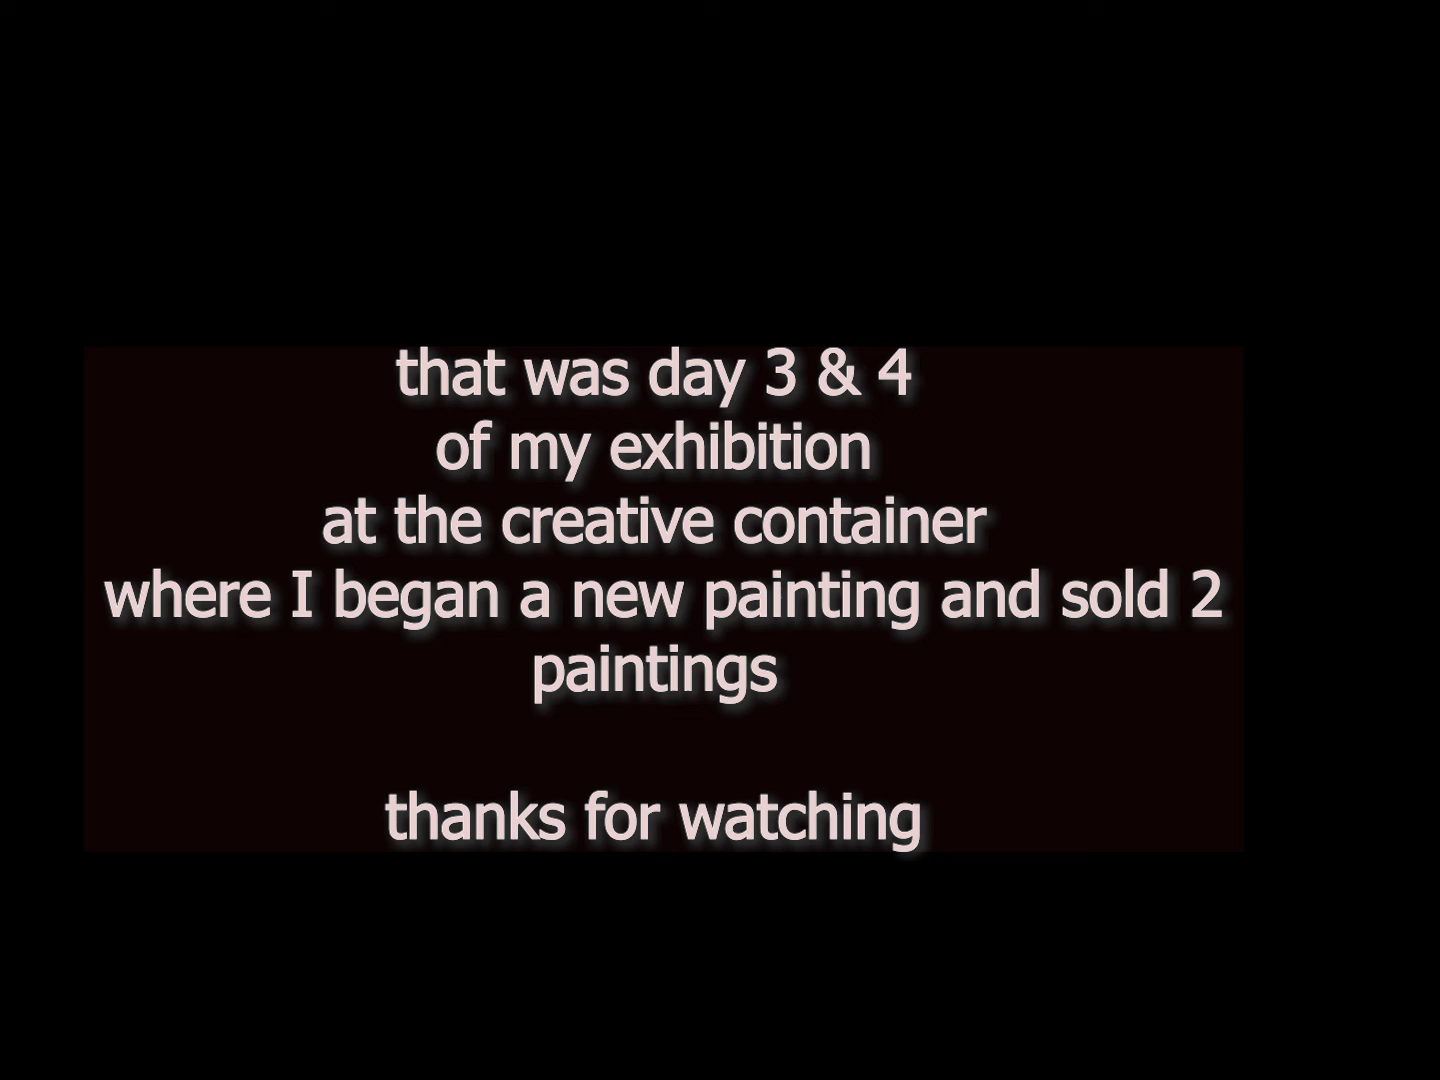 that was day 3 & 4
of my exhibition
at the creative container
where I began a new painting and sold 2
paintings
thanks for watching